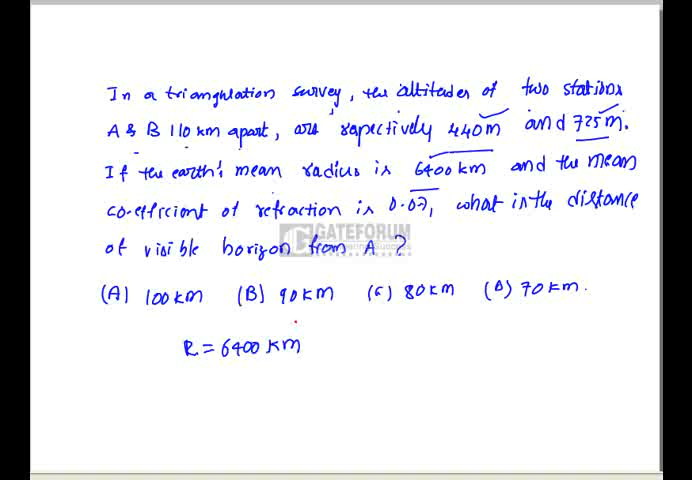 In a triangulation survey, the altitudes of two stations
A & B 110 km apart, are respectively 440m and 725m.
If the earth's mean radius is 6400 km and the mean
co-efficient of refraction is 0.07, what is the distance
of visible horizon from A ?
GATEFORUM
(A) 100 km (B) 90 km (C) 80 km (D) 70 km.
R = 6400 km